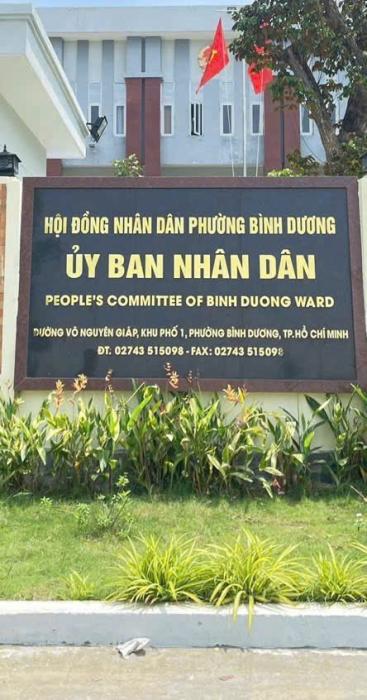 HỘI ĐỒNG NHÂN DÂN PHƯỜNG BÌNH DƯƠNG
ỦY BAN NHÂN DÂN
PEOPLE'S COMMITTEE OF BINH DUONG WARD
ĐƯỜNG VÕ NGUYÊN GIÁP, KHU PHỐ 1, PHƯỜNG BÌNH DƯƠNG, TP.HỒ CHÍ MINH
ĐT. 02743 515098 - FAX: 02743 515098